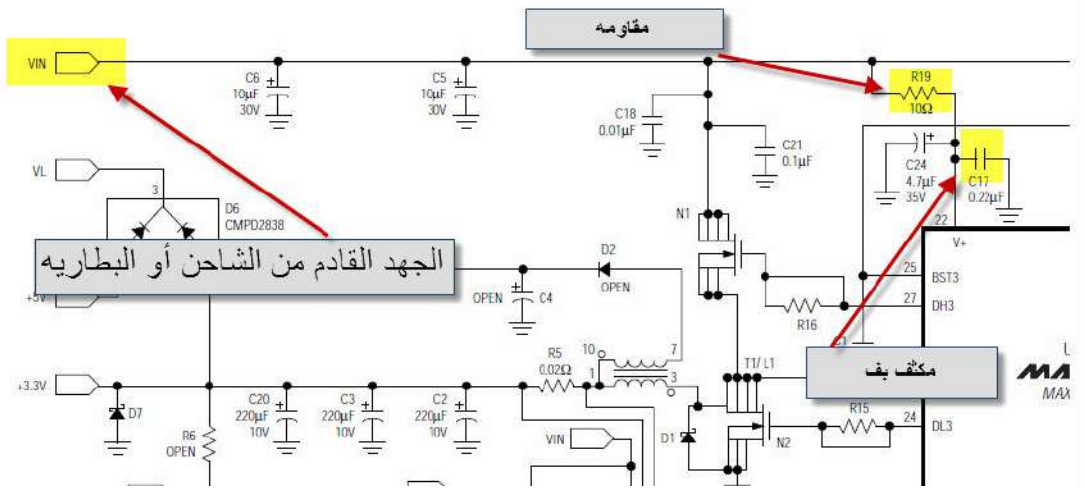 مقاومه
VIN
C6
10µF
30V
C5
10µF
30V
R19
10Ω
C18
0.01µF
C21
0.1µF
C24
4.7µF
35V
C17
0.22µF
VL
3
D6
CMPD2838
N1
22
V+
الجهد القادم من الشاحن أو البطاريه
+5V
D2
OPEN
OPEN
C4
25
BST3
27
DH3
R16
مكثف بف
MAX
+3.3V
D7
R6
OPEN
C20
220µF
10V
C3
220µF
10V
C2
220µF
10V
R5
0.02Ω
10
7
1
3
T1/ L1
VIN
D1
N2
R15
24
DL3